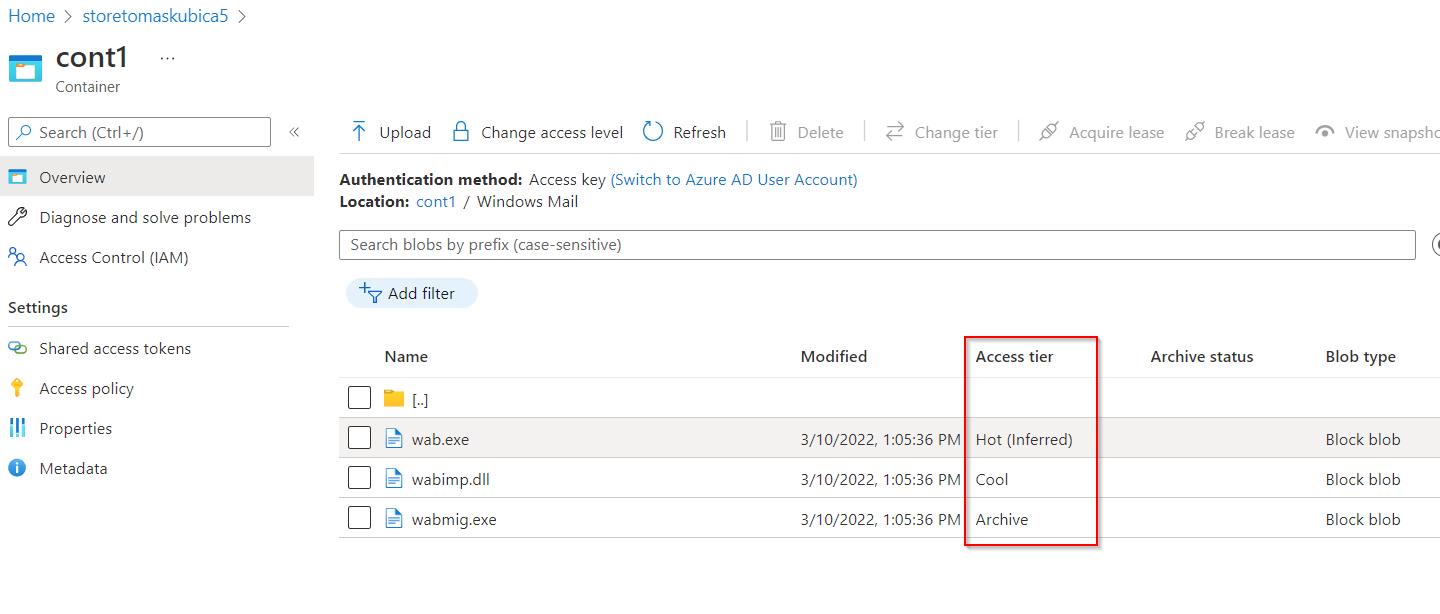 Home > storetomaskubica5 >
cont1 ...
Container
Search (Ctrl+/) «
Overview
Diagnose and solve problems
Access Control (IAM)
Settings
Shared access tokens
Access policy
Properties
Metadata
Upload Change access level Refresh Delete Change tier Acquire lease Break lease View snapsho
Authentication method: Access key (Switch to Azure AD User Account)
Location: cont1 / Windows Mail
Search blobs by prefix (case-sensitive)
Add filter
Name Modified Access tier Archive status Blob type
[..]
wab.exe 3/10/2022, 1:05:36 PM Hot (Inferred) Block blob
wabimp.dll 3/10/2022, 1:05:36 PM Cool Block blob
wabmig.exe 3/10/2022, 1:05:36 PM Archive Block blob